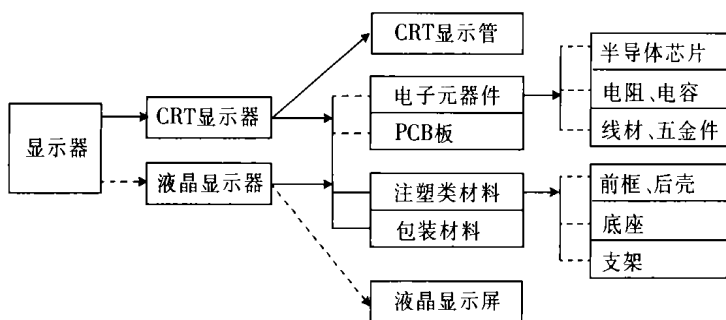 显示器
CRT显示器
液晶显示器
CRT显示管
电子元器件
PCB板
注塑类材料
包装材料
液晶显示屏
半导体芯片
电阻、电容
线材、五金件
前框、后壳
底座
支架